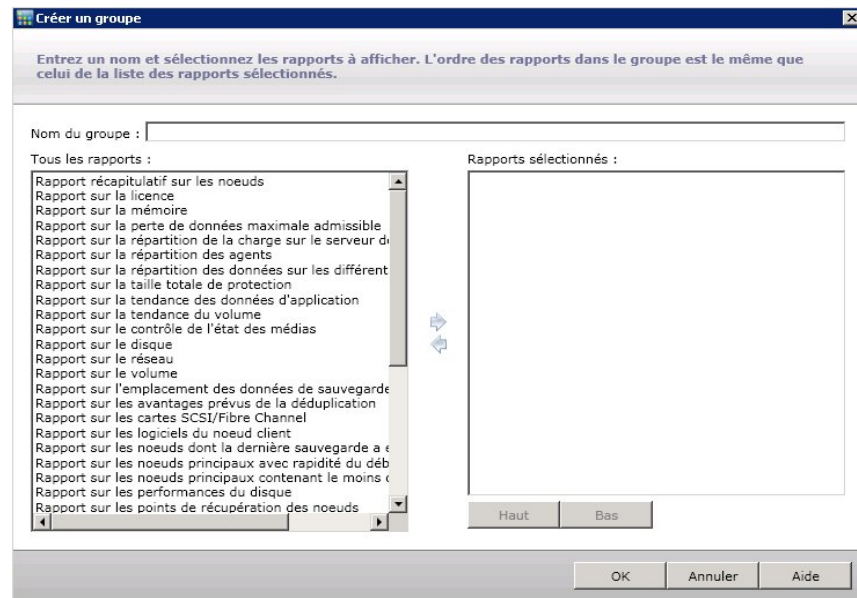 Créer un groupe
Entrez un nom et sélectionnez les rapports à afficher. L'ordre des rapports dans le groupe est le même que
celui de la liste des rapports sélectionnés.
Nom du groupe :
Tous les rapports :
Rapports sélectionnés :
Rapport récapitulatif sur les noeuds
Rapport sur la licence
Rapport sur la mémoire
Rapport sur la perte de données maximale admissible
Rapport sur la répartition de la charge sur le serveur d
Rapport sur la répartition des agents
Rapport sur la répartition des données sur les différent
Rapport sur la taille totale de protection
Rapport sur la tendance des données d'application
Rapport sur la tendance du volume
Rapport sur le contrôle de l'état des médias
Rapport sur le disque
Rapport sur le réseau
Rapport sur le volume
Rapport sur l'emplacement des données de sauvegarde
Rapport sur les avantages prévus de la déduplication
Rapport sur les cartes SCSI/Fibre Channel
Rapport sur les logiciels du noeud client
Rapport sur les noeuds dont la dernière sauvegarde a
Rapport sur les noeuds principaux avec rapidité du déb
Rapport sur les noeuds principaux contenant le moins
Rapport sur les performances du disque
Rapport sur les points de récupération des noeuds
Haut
Bas
OK
Annuler
Aide